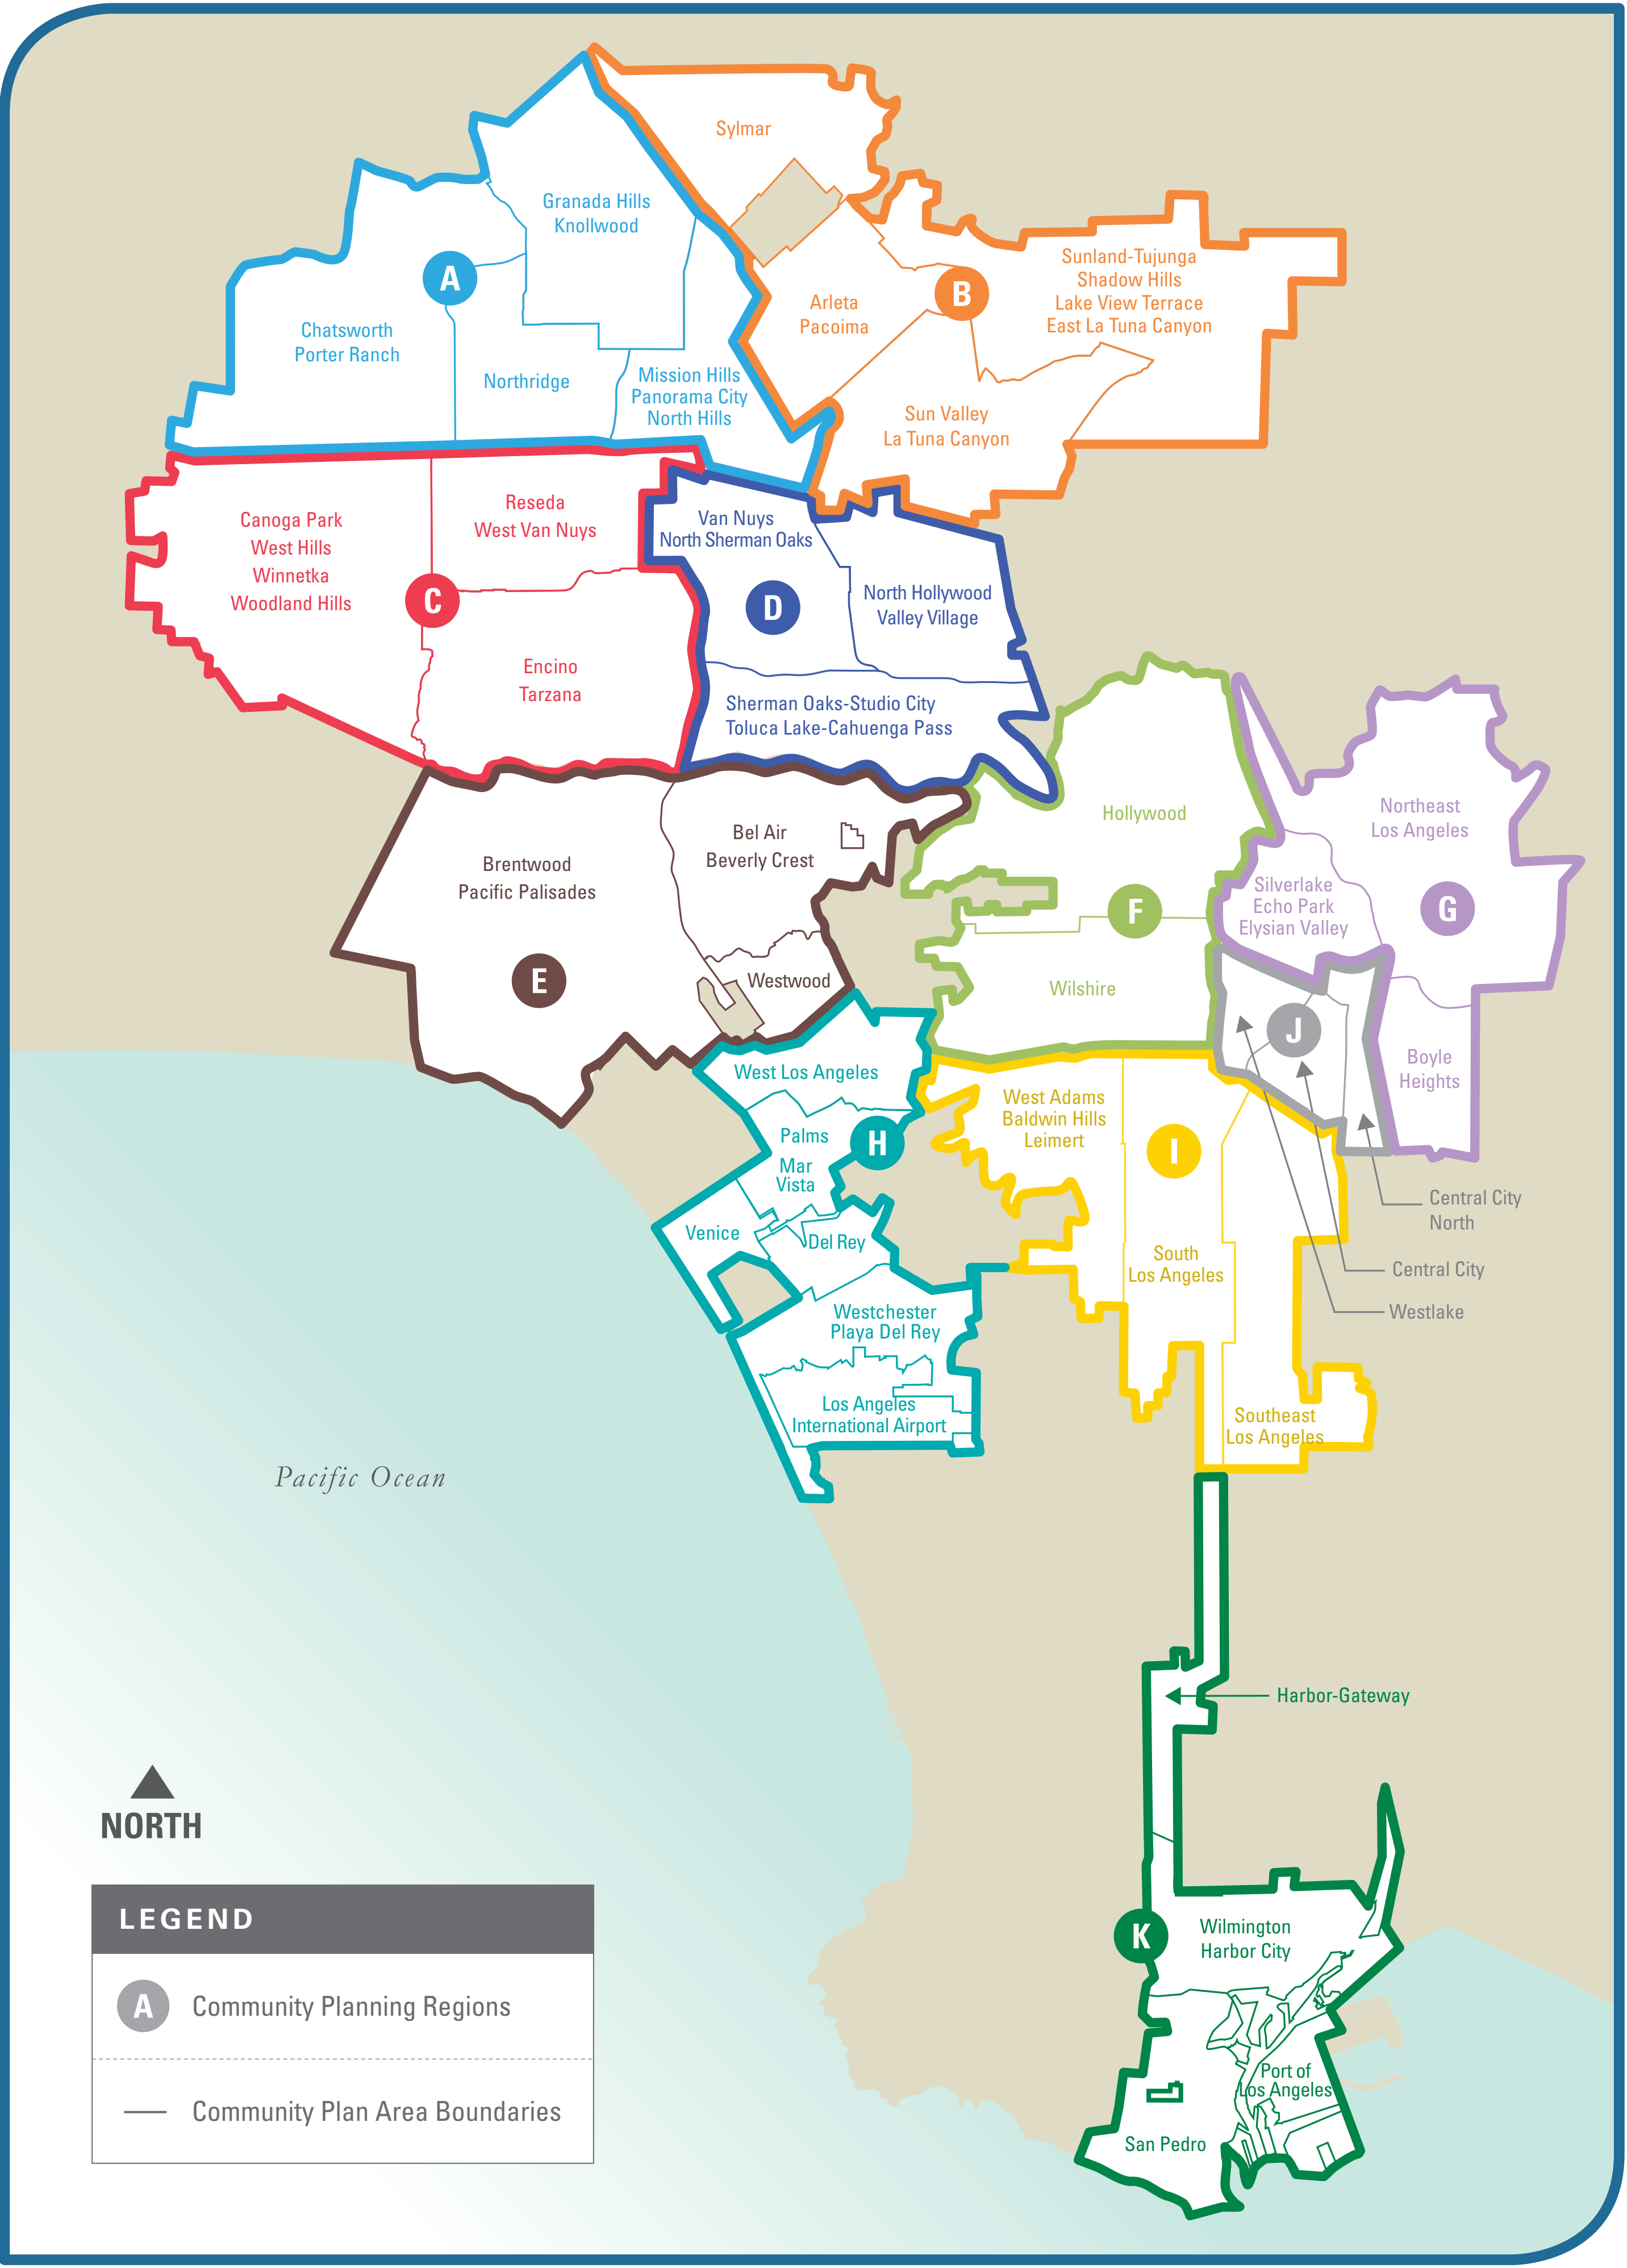 Sylmar
Granada Hills
Knollwood
A
Chatsworth
Porter Ranch
Northridge
Mission Hills
Panorama City
North Hills
Arleta
Pacoima
B
Sunland-Tujunga
Shadow Hills
Lake View Terrace
East La Tuna Canyon
Sun Valley
La Tuna Canyon
Canoga Park
West Hills
Winnetka
Woodland Hills
Reseda
West Van Nuys
C
Encino
Tarzana
Van Nuys
North Sherman Oaks
D
North Hollywood
Valley Village
Sherman Oaks-Studio City
Toluca Lake-Cahuenga Pass
Brentwood
Pacific Palisades
Bel Air
Beverly Crest
E
Westwood
Hollywood
F
Wilshire
Northeast
Los Angeles
Silverlake
Echo Park
Elysian Valley
G
J
Boyle
Heights
West Los Angeles
Palms
Mar
Vista
H
Venice
Del Rey
Westchester
Playa Del Rey
Los Angeles
International Airport
West Adams
Baldwin Hills
Leimert
I
South
Los Angeles
Southeast
Los Angeles
Central City
North
Central City
Westlake
Pacific Ocean
Harbor-Gateway
K
Wilmington
Harbor City
Port of
Los Angeles
San Pedro
NORTH
LEGEND
A Community Planning Regions
Community Plan Area Boundaries